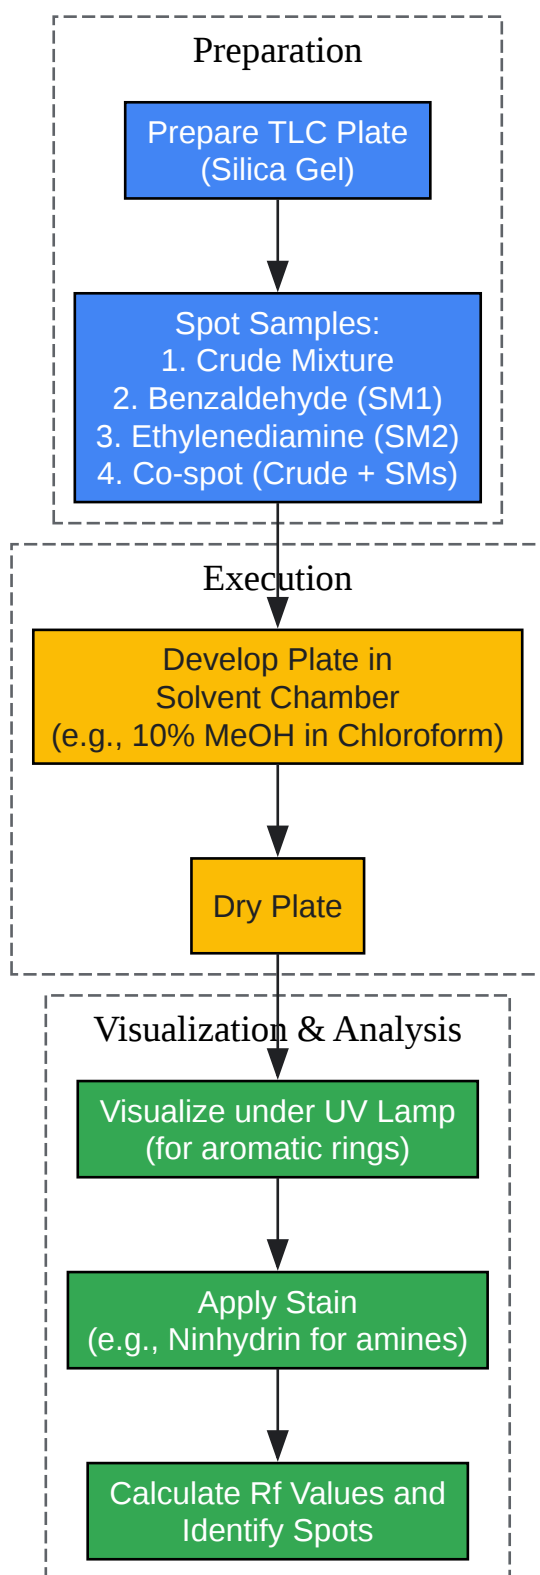 Preparation
Prepare TLC Plate
(Silica Gel)
Spot Samples:
1. Crude Mixture
2. Benzaldehyde (SM1)
3. Ethylenediamine (SM2)
4. Co-spot (Crude + SMs)
Execution
Develop Plate in
Solvent Chamber
(e.g., 10% MeOH in Chloroform)
Dry Plate
Visualization & Analysis
Visualize under UV Lamp
(for aromatic rings)
Apply Stain
(e.g., Ninhydrin for amines)
Calculate Rf Values and
Identify Spots